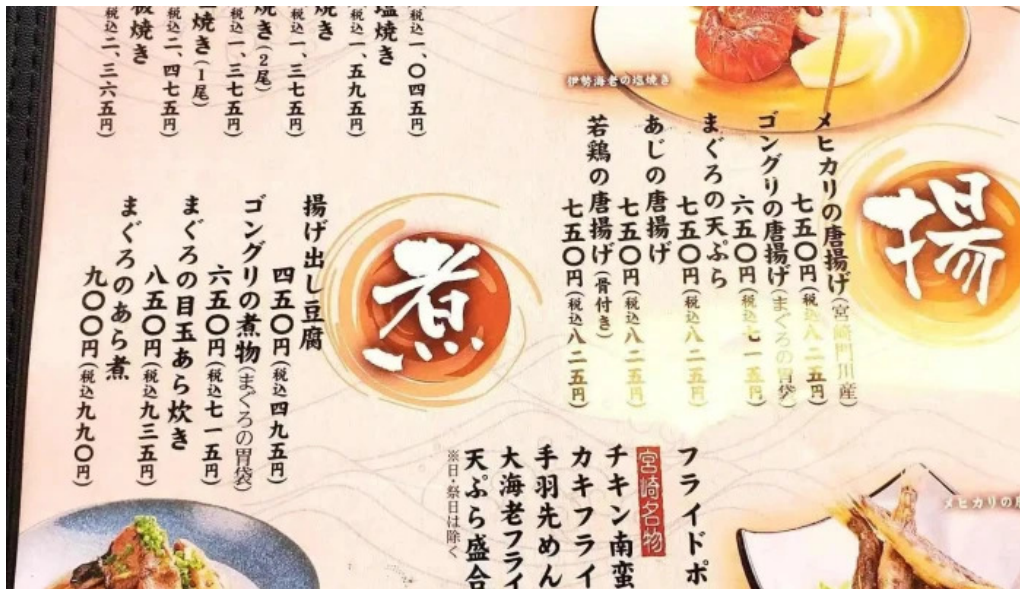 塩焼き
(税込一、〇四五円)
焼き
(税込一、五九五円)
焼き(2尾)
(税込一、三七五円)
焼き(1尾)
(税込一、三七五円)
板焼き
(税込二、四七五円)
(税込二、三六五円)
伊勢海老の塩焼き
揚
メヒカリの唐揚げ(宮崎門川産)
七五〇円(税込八二五円)
ゴングリの唐揚げ(まぐろの胃袋)
六五〇円(税込七一五円)
まぐろの天ぷら
七五〇円(税込八二五円)
あじの唐揚げ
七五〇円(税込八二五円)
若鶏の唐揚げ(骨付き)
七五〇円(税込八二五円)
煮
揚げ出し豆腐
四五〇円(税込四九五円)
ゴングリの煮物(まぐろの胃袋)
六五〇円(税込七一五円)
まぐろの目玉あら炊き
八五〇円(税込九三五円)
まぐろのあら煮
九〇〇円(税込九九〇円)
フライドポ
宮崎名物
チキン南蛮
カキフライ
手羽先めん
大海老フライ
天ぷら盛合
※日・祭日は除く
メヒカリの